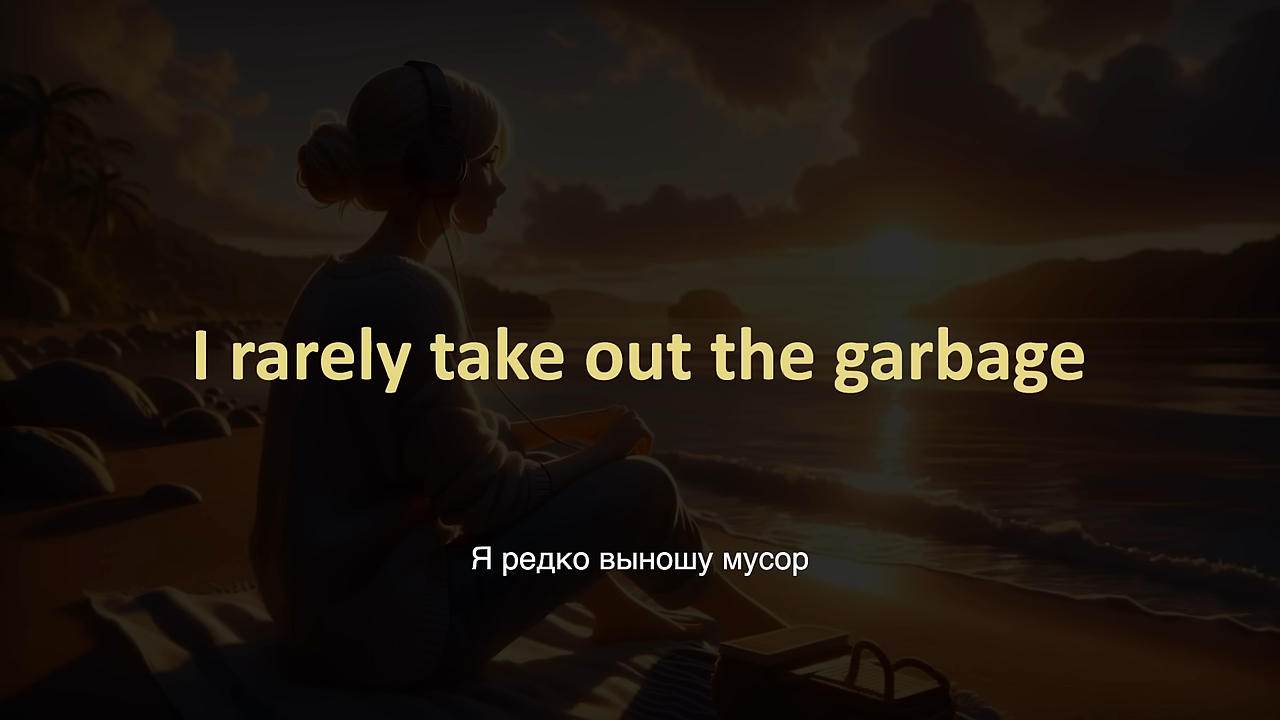 I rarely take out the garbage
Я редко выношу мусор